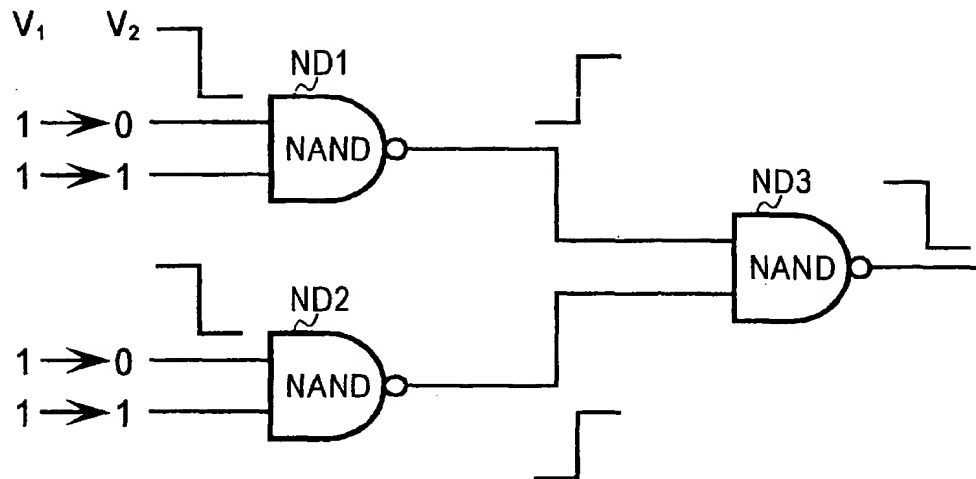 V₁ V₂
ND1
1 → 0
NAND
1 → 1
ND3
NAND
ND2
1 → 0
NAND
1 → 1